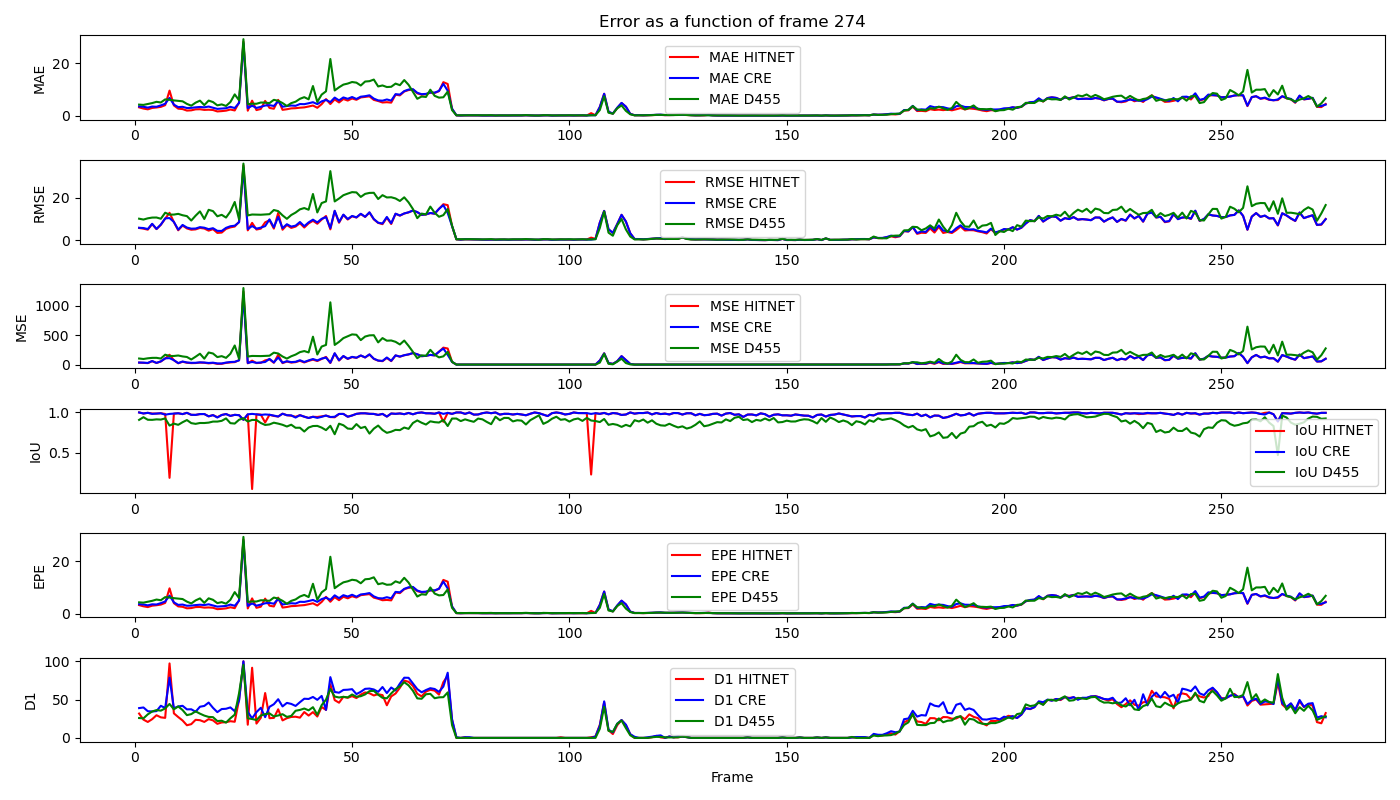 Error as a function of frame 274
MAE
20
0
MAE HITNET
MAE CRE
MAE D455
0 50 100 150 200 250
RMSE
20
0
RMSE HITNET
RMSE CRE
RMSE D455
0 50 100 150 200 250
MSE
1000
500
0
MSE HITNET
MSE CRE
MSE D455
0 50 100 150 200 250
IoU
1.0
0.5
IoU HITNET
IoU CRE
IoU D455
0 50 100 150 200 250
EPE
20
0
EPE HITNET
EPE CRE
EPE D455
0 50 100 150 200 250
D1
100
50
0
D1 HITNET
D1 CRE
D1 D455
0 50 100 150 200 250
Frame